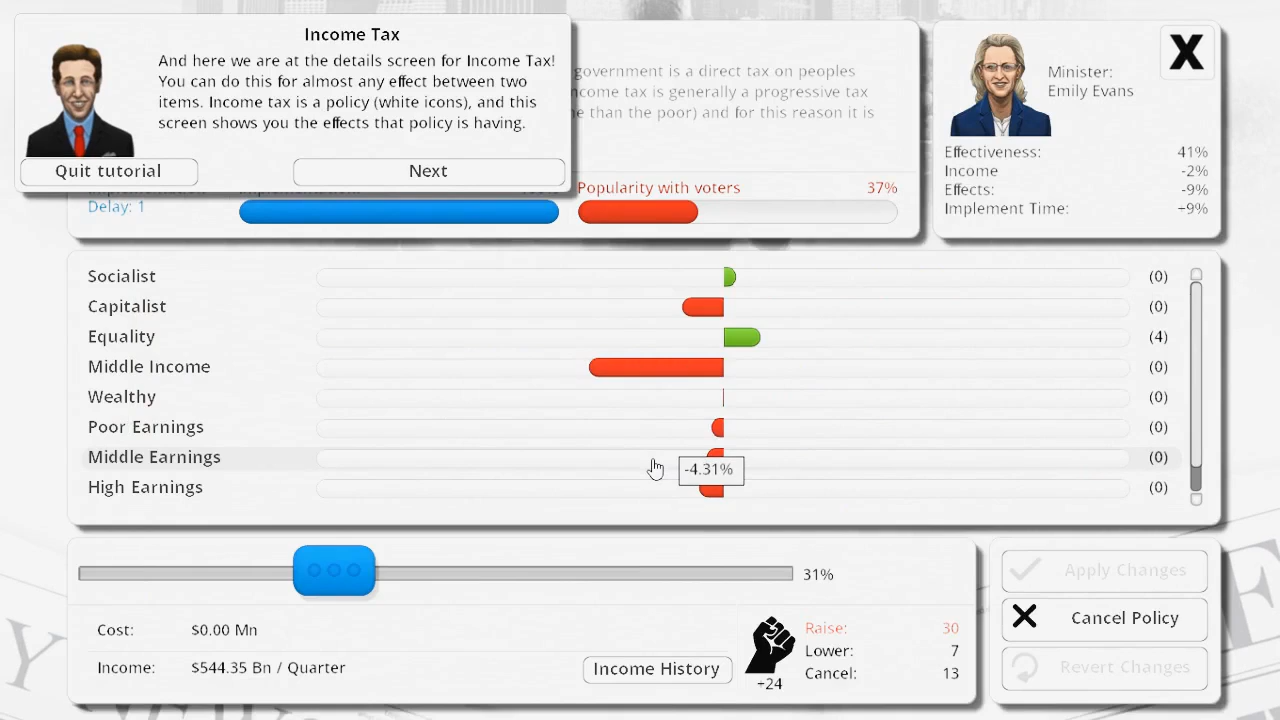 Income Tax
And here we are at the details screen for Income Tax!
You can do this for almost any effect between two
items. Income tax is a policy (white icons), and this
screen shows you the effects that policy is having.
Quit tutorial
Next
government is a direct tax on peoples
income tax is generally a progressive tax
than the poor) and for this reason it is
Delay: 1
Popularity with voters 37%
Minister:
Emily Evans
X
Effectiveness: 41%
Income -2%
Effects: -9%
Implement Time: +9%
Socialist (0)
Capitalist (0)
Equality (4)
Middle Income (0)
Wealthy (0)
Poor Earnings (0)
Middle Earnings (0)
-4.31%
High Earnings (0)
31%
Cost: $0.00 Mn
Income: $544.35 Bn / Quarter
Income History
+24
Raise: 30
Lower: 7
Cancel: 13
Apply Changes
Cancel Policy
Revert Changes